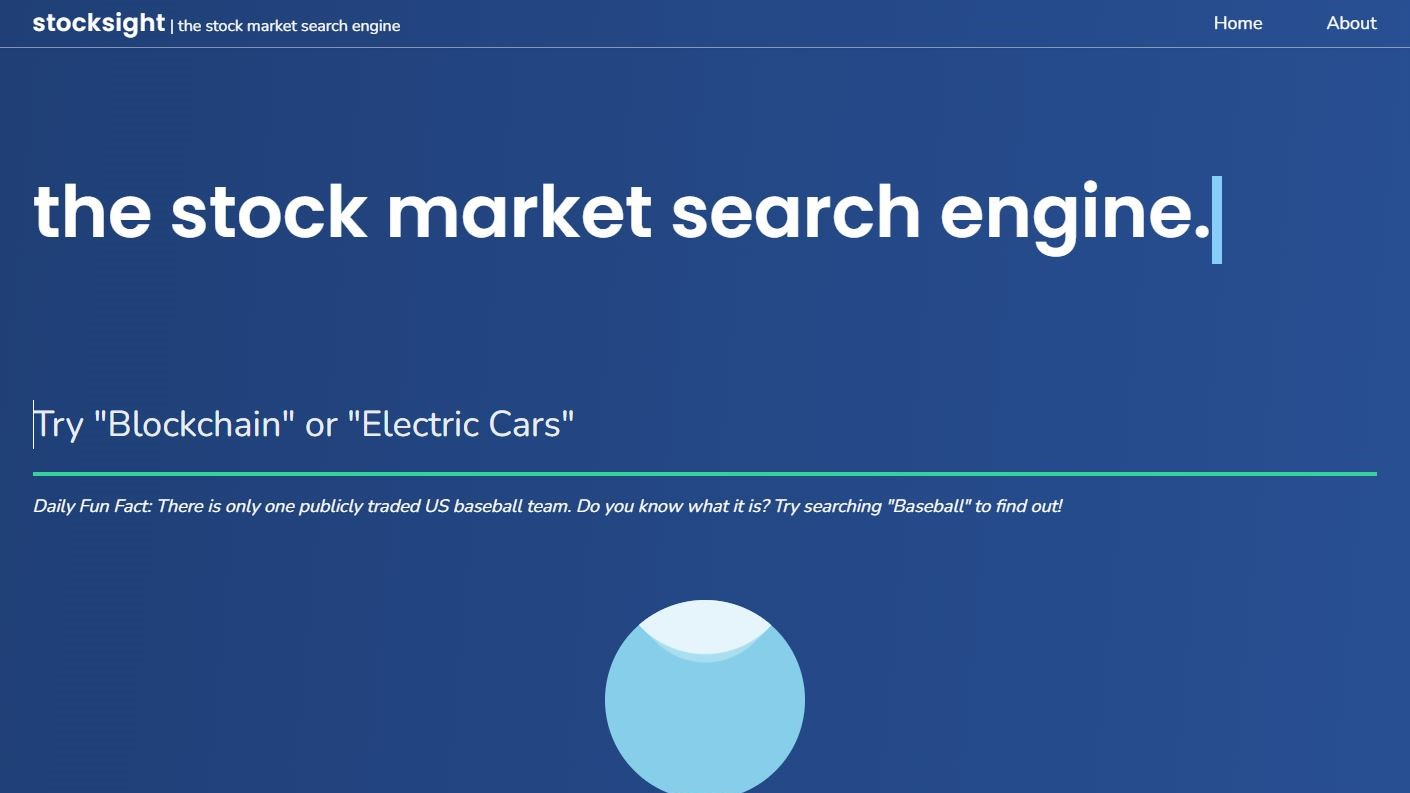 stocksight | the stock market search engine
Home
About
the stock market search engine.
Try "Blockchain" or "Electric Cars"
Daily Fun Fact: There is only one publicly traded US baseball team. Do you know what it is? Try searching "Baseball" to find out!